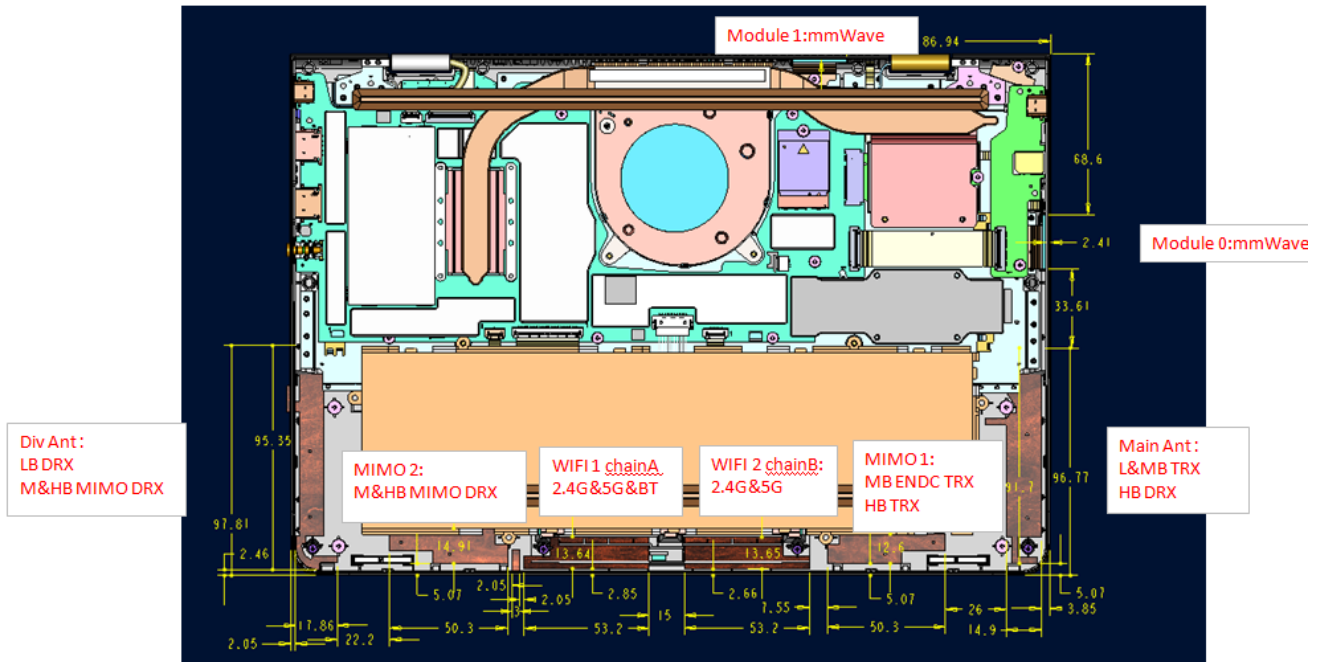 Module 1:mmWave
86.94
68.6
2.41
Module 0:mmWave
33.61
95.35
Div Ant:
LB DRX
M&HB MIMO DRX
MIMO 2:
M&HB MIMO DRX
WIFI 1 chainA
2.4G&5G&BT
WIFI 2 chainB:
2.4G&5G
MIMO 1:
MB ENDC TRX
HB TRX
Main Ant:
L&MB TRX
HB DRX
91.7
96.77
97.81
14.91
13.64
13.65
12.6
2.46
2.05
5.07
2.05
2.85
2.66
7.55
5.07
5.07
3
15
26
3.85
17.86
50.3
53.2
53.2
50.3
14.9
2.05
22.2